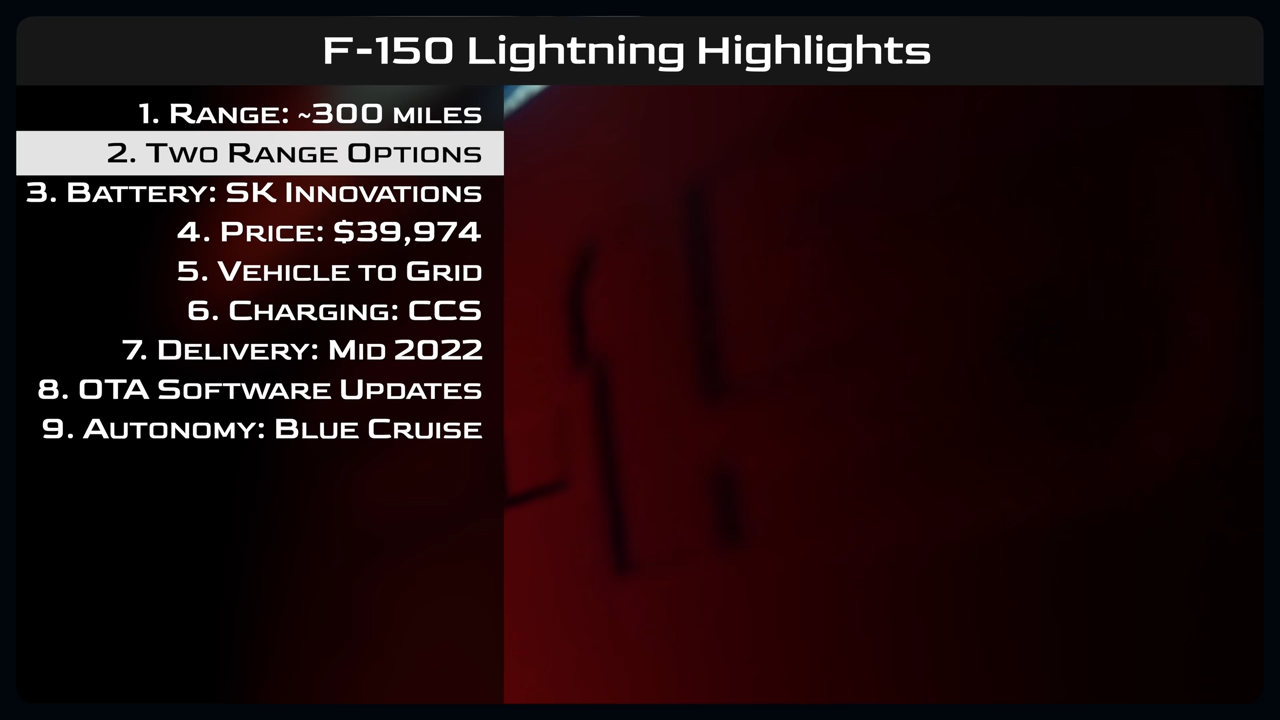 F-150 Lightning Highlights
1. Range: ~300 miles
2. Two Range Options
3. Battery: SK Innovations
4. Price: $39,974
5. Vehicle to Grid
6. Charging: CCS
7. Delivery: Mid 2022
8. OTA Software Updates
9. Autonomy: Blue Cruise